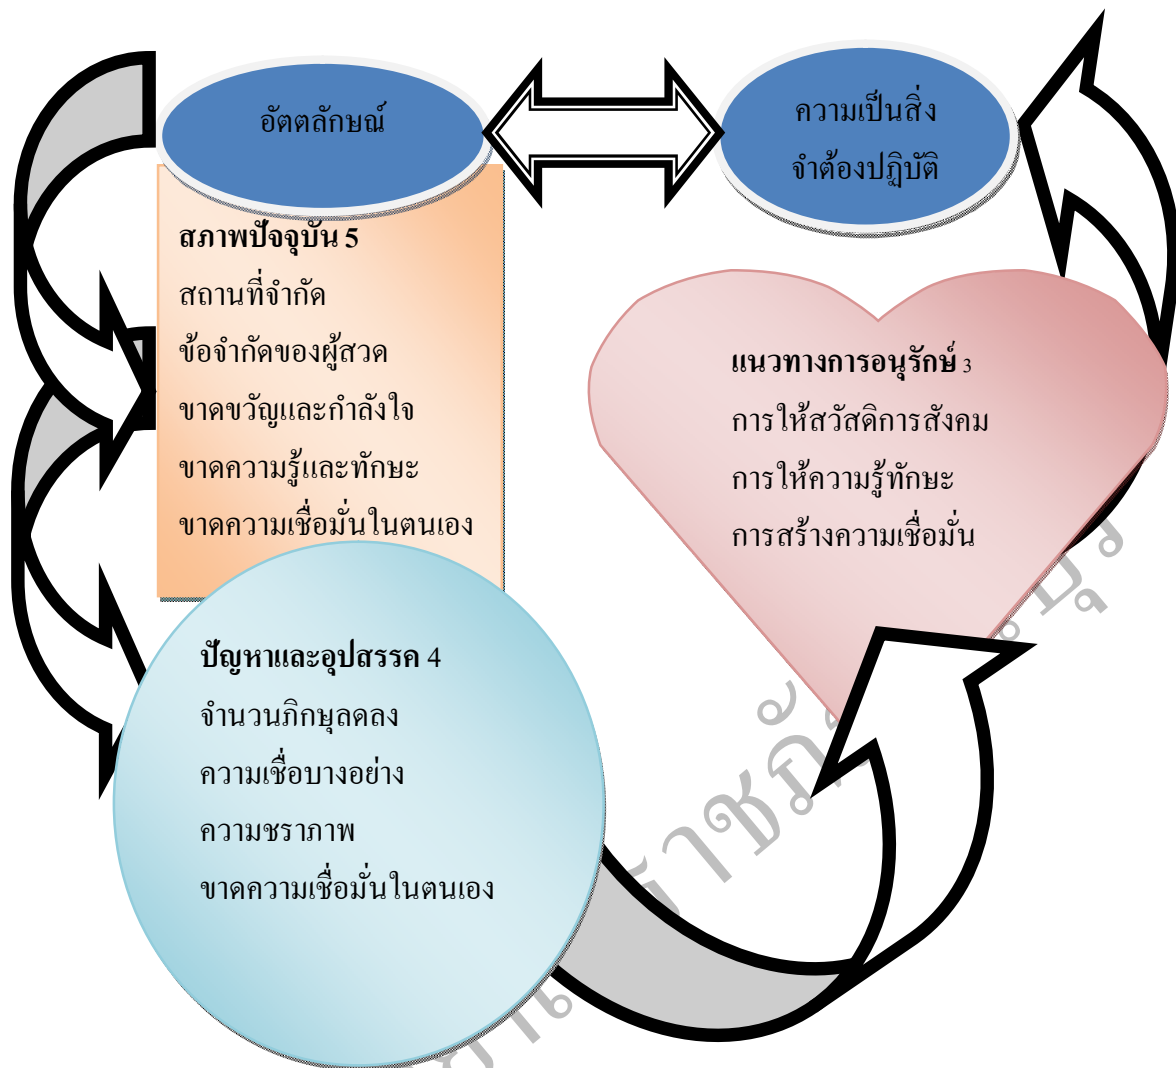 อัตตลักษณ์
ความเป็นสิ่ง
จำต้องปฏิบัติ
สภาพปัจจุบัน 5
สถานที่จำกัด
ข้อจำกัดของผู้สวด
ขาดขวัญและกำลังใจ
ขาดความรู้และทักษะ
ขาดความเชื่อมั่นในตนเอง
แนวทางการอนุรักษ์ 3
การให้สวัสดิการสังคม
การให้ความรู้ทักษะ
การสร้างความเชื่อมั่น
ปัญหาและอุปสรรค 4
จำนวนภิกษุลดลง
ความเชื่อบางอย่าง
ความชราภาพ
ขาดความเชื่อมั่นในตนเอง